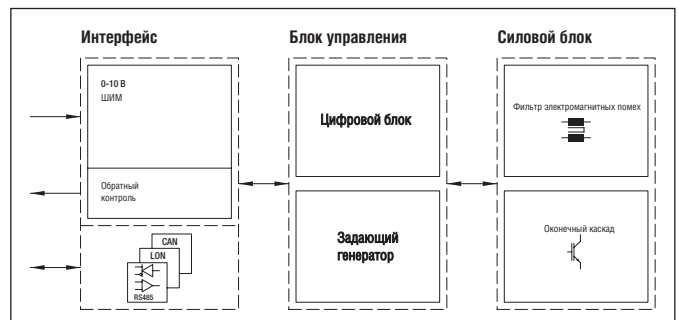 Интерфейс
Блок управления
Силовой блок
0-10 В
ШИМ
Обратный
контроль
CAN
LON
RS485
Цифровой блок
Задающий
генератор
Фильтр электромагнитных помех
Оконечный каскад